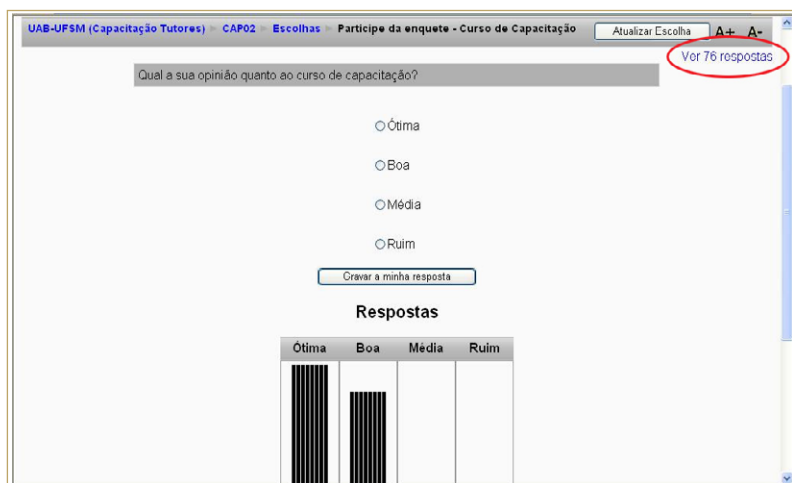 UAB-UFSM (Capacitação Tutores) ► CAP02 ► Escolhas ► Participe da enquete - Curso de Capacitação Atualizar Escolha A+ A-
Ver 76 respostas
Qual a sua opinião quanto ao curso de capacitação?
Ótima
Boa
Média
Ruim
Gravar a minha resposta
Respostas
Ótima Boa Média Ruim